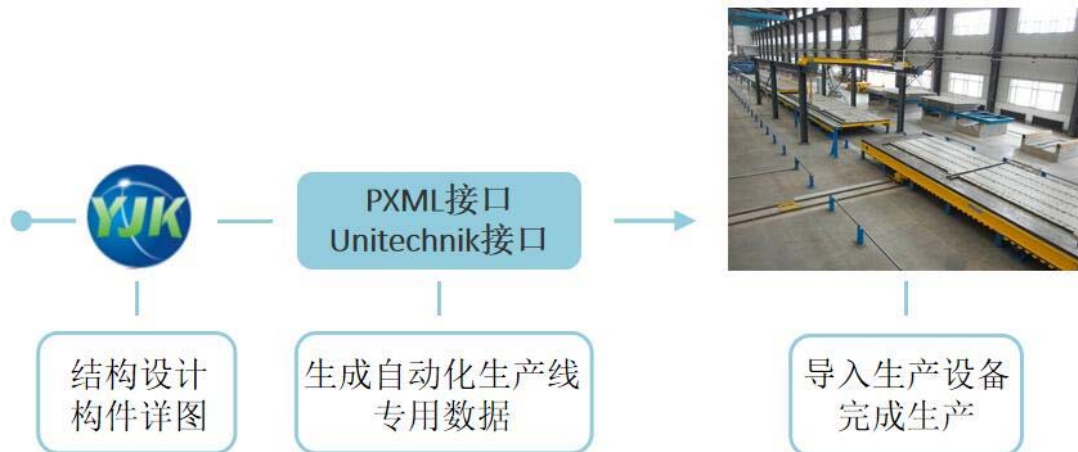 YJK
PXML接口
Unitechnik接口
结构设计
构件详图
生成自动化生产线
专用数据
导入生产设备
完成生产